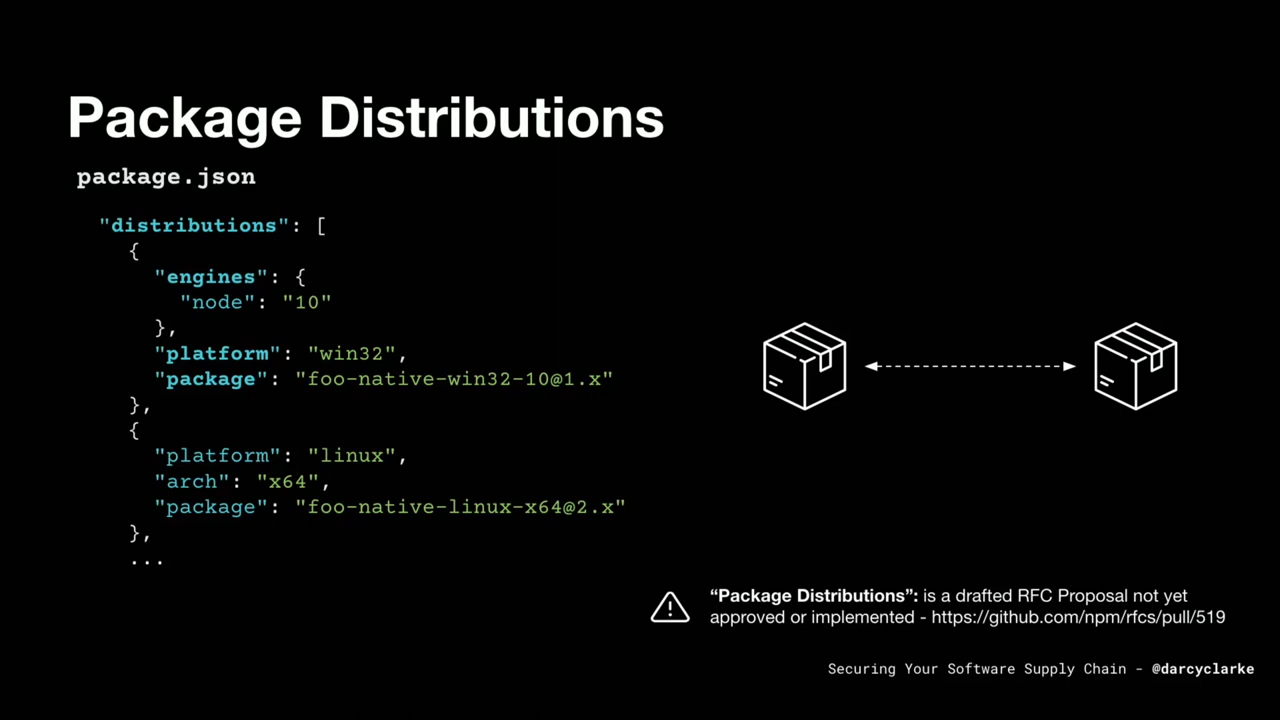 Package Distributions
package.json
"distributions": [
{
"engines": {
"node": "10"
},
"platform": "win32",
"package": "foo-native-win32-10@1.x"
},
{
"platform": "linux",
"arch": "x64",
"package": "foo-native-linux-x64@2.x"
},
...
“Package Distributions”: is a drafted RFC Proposal not yet
approved or implemented - https://github.com/npm/rfcs/pull/519
Securing Your Software Supply Chain - @darcyclarke